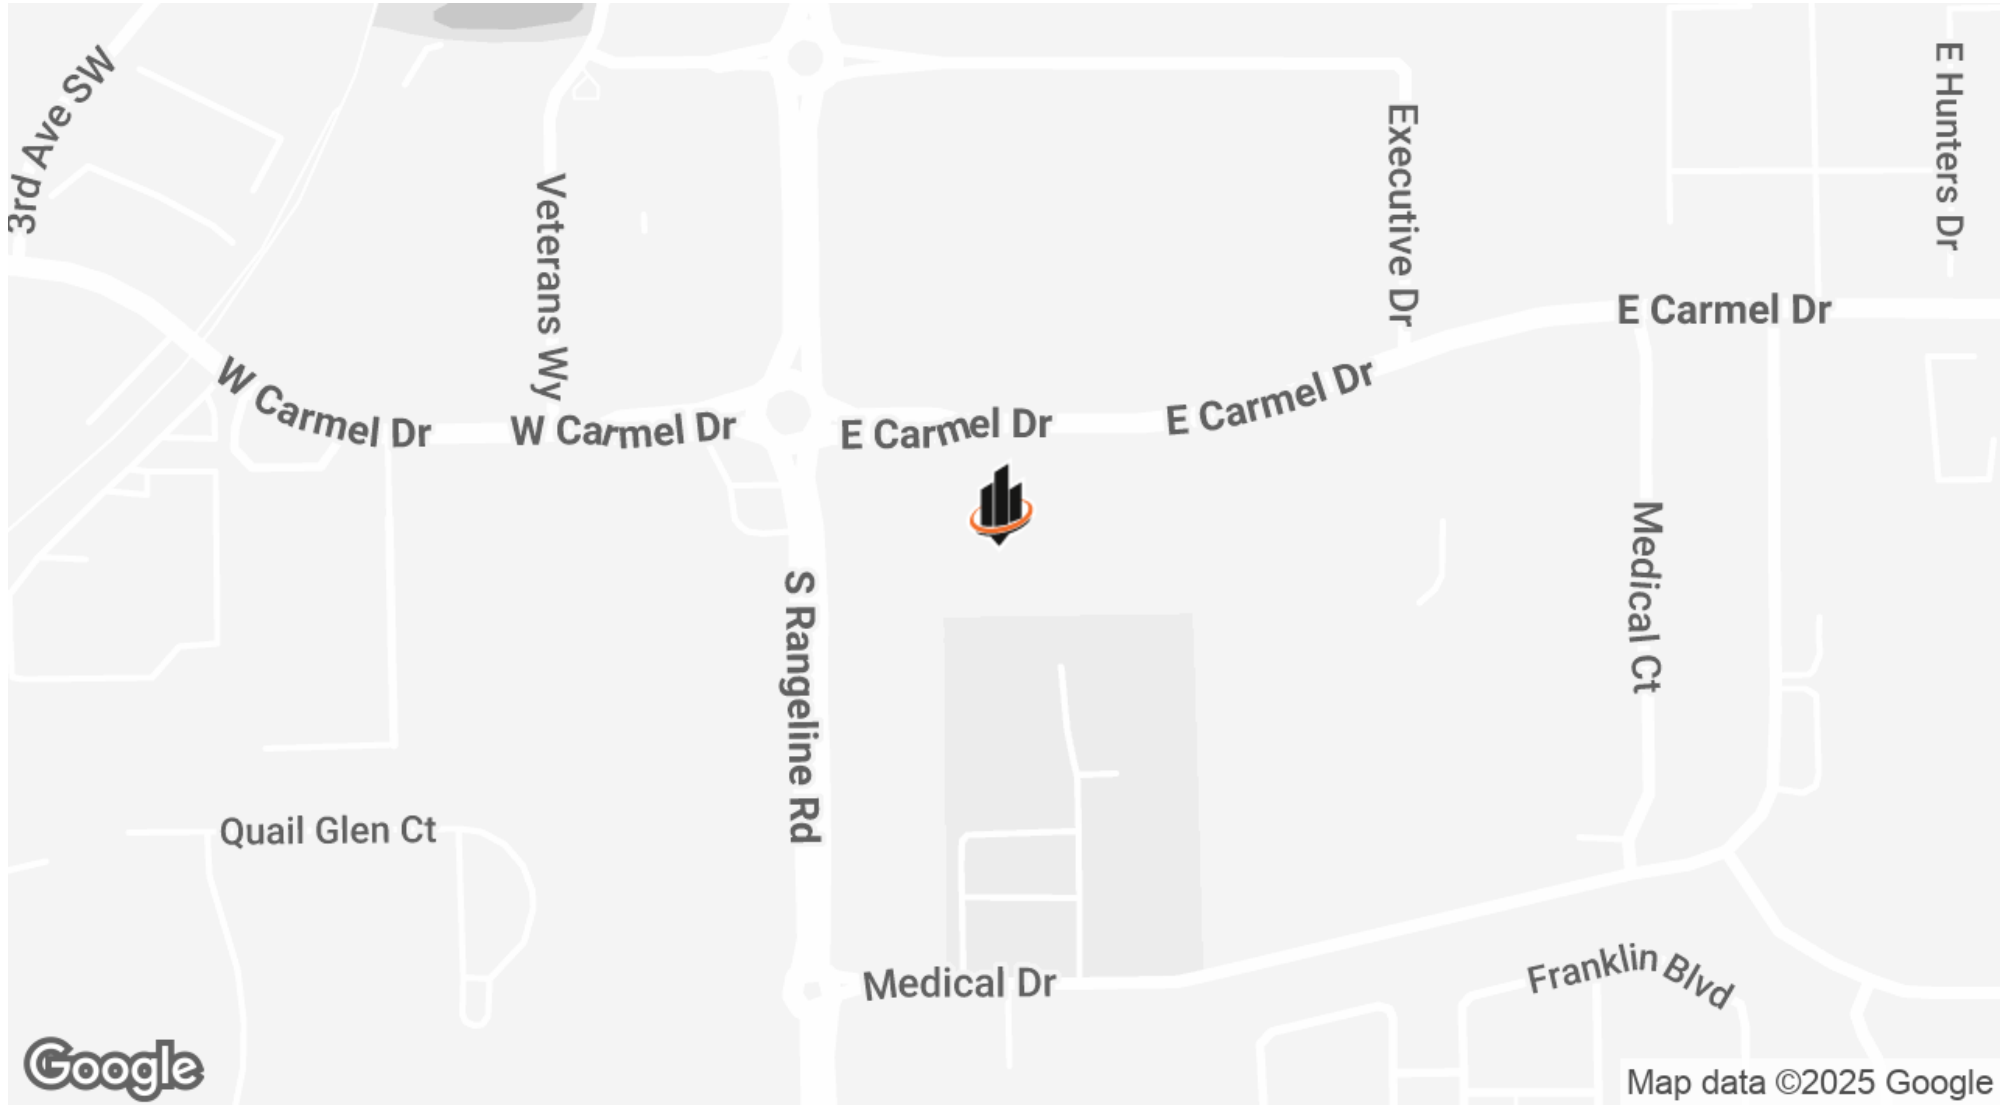 3rd Ave SW
Veterans Wy
Executive Dr
E Hunters Dr
E Carmel Dr
W Carmel Dr
W Carmel Dr
E Carmel Dr
E Carmel Dr
Medical Ct
S Rangeline Rd
Quail Glen Ct
Medical Dr
Franklin Blvd
Google
Map data ©2025 Google